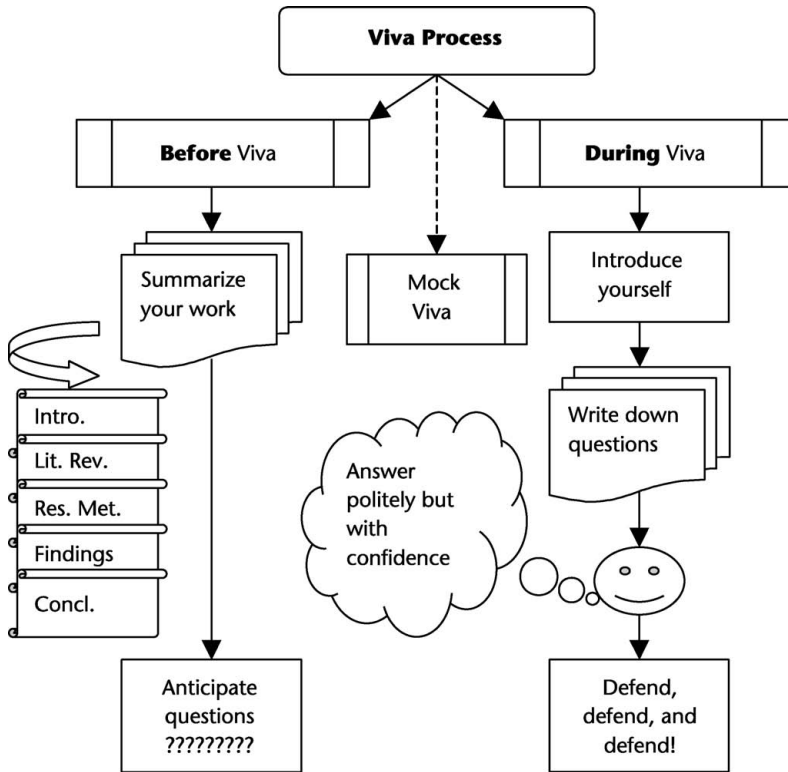 Viva Process
Before Viva
During Viva
Summarize
your work
Mock
Viva
Introduce
yourself
Intro.
Lit. Rev.
Res. Met.
Findings
Concl.
Answer
politely but
with
confidence
Write down
questions
Anticipate
questions
?????????
Defend,
defend, and
defend!